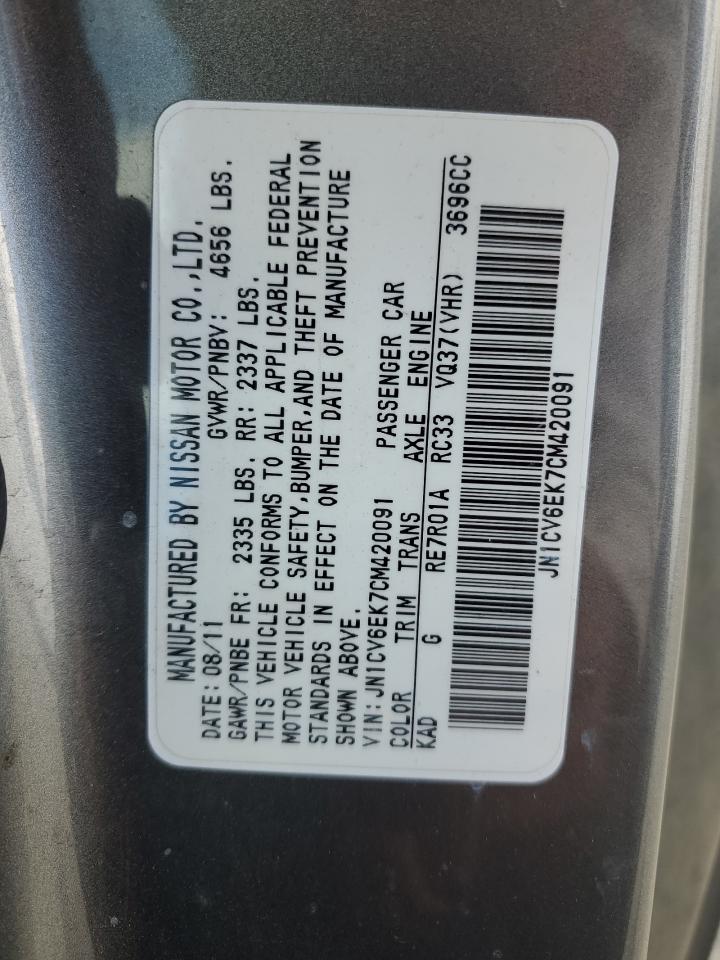 MANUFACTURED BY NISSAN MOTOR CO.,LTD.
DATE:08/11 GVWR/PNBV: 4656 LBS.
GAWR/PNBE FR: 2335 LBS. RR: 2337 LBS.
THIS VEHICLE CONFORMS TO ALL APPLICABLE FEDERAL
MOTOR VEHICLE SAFETY,BUMPER,AND THEFT PREVENTION
STANDARDS IN EFFECT ON THE DATE OF MANUFACTURE
SHOWN ABOVE.
VIN:JN1CV6EK7CM420091 PASSENGER CAR
COLOR TRIM TRANS AXLE ENGINE
KAD G RE7R01A RC33 VQ37(VHR) 3696CC
JN1CV6EK7CM420091